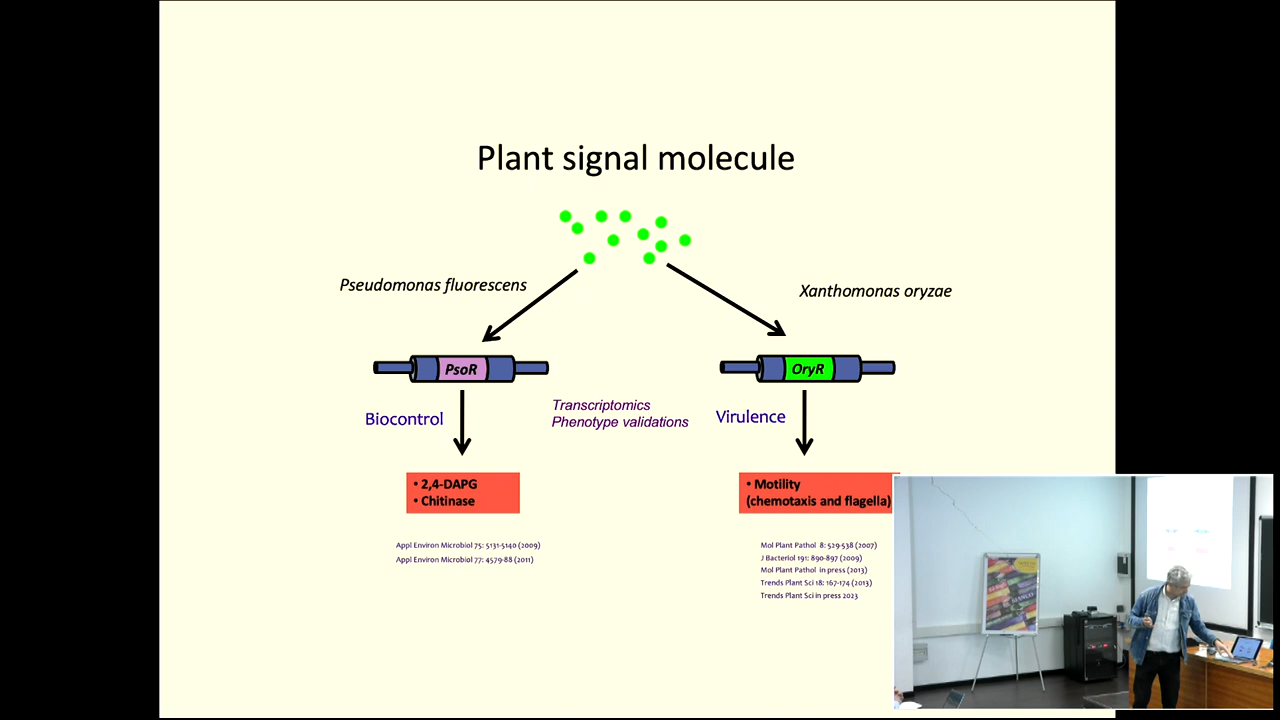 Plant signal molecule
Pseudomonas fluorescens
Xanthomonas oryzae
PsoR
OryR
Biocontrol
Transcriptomics
Phenotype validations
Virulence
• 2,4-DAPG
• Chitinase
• Motility
(chemotaxis and flagella)
Appl Environ Microbiol 75: 5131-5140 (2009)
Appl Environ Microbiol 77: 4579-88 (2011)
Mol Plant Pathol 8: 529-538 (2007)
J Bacteriol 191: 890-897 (2009)
Mol Plant Pathol in press (2013)
Trends Plant Sci 18: 167-174 (2013)
Trends Plant Sci in press 2023